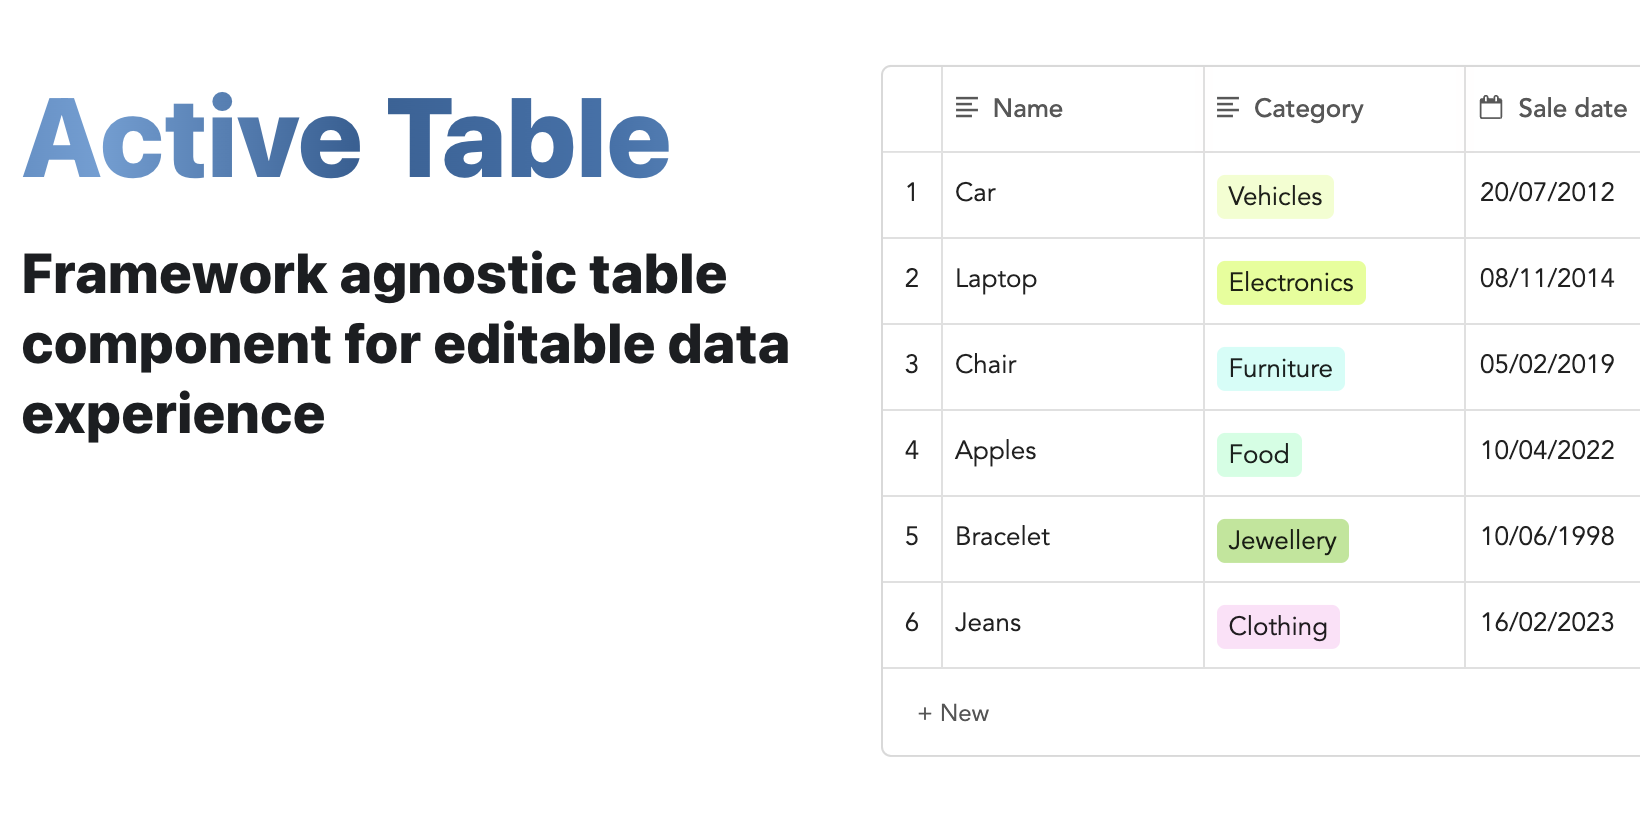 Active Table
Framework agnostic table
component for editable data
experience
Name Category Sale date
1 Car Vehicles 20/07/2012
2 Laptop Electronics 08/11/2014
3 Chair Furniture 05/02/2019
4 Apples Food 10/04/2022
5 Bracelet Jewellery 10/06/1998
6 Jeans Clothing 16/02/2023
+ New